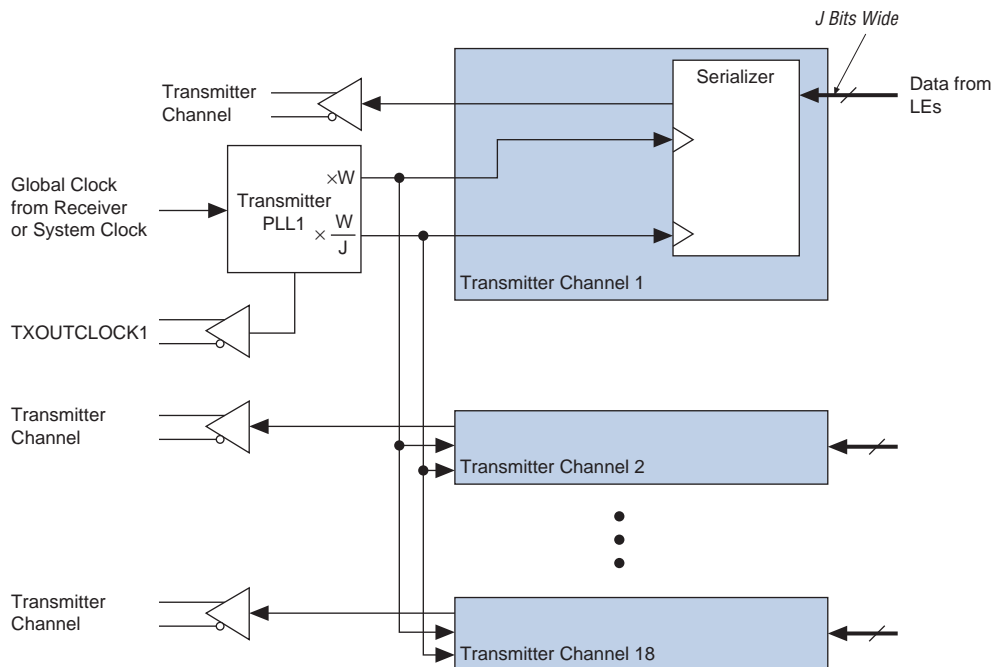 J Bits Wide
Serializer
Transmitter
Channel
Data from
LEs
Global Clock
from Receiver
or System Clock
×W
Transmitter
PLL1
× W
J
Transmitter Channel 1
TXOUTCLOCK1
Transmitter
Channel
Transmitter Channel 2
Transmitter
Channel
Transmitter Channel 18